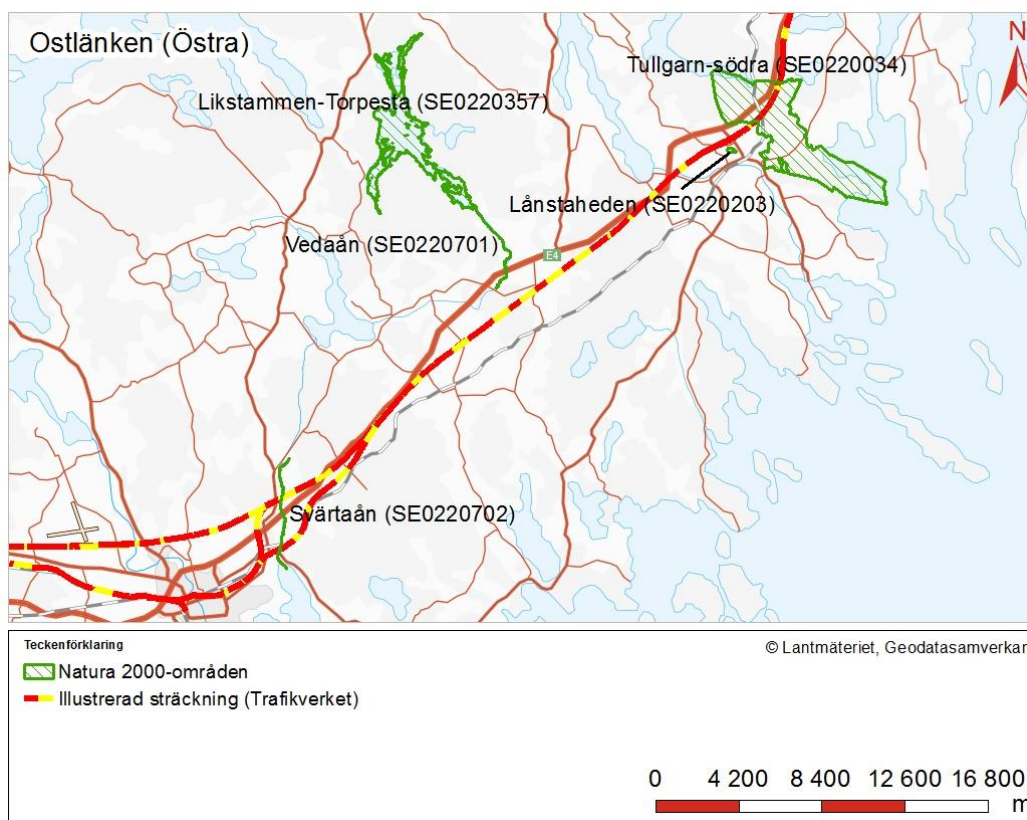 Ostlänken (Östra)
N
Tullgarn-södra (SE0220034)
Likstammen-Torpesta (SE0220357)
Lånstaheden (SE0220203)
Vedaån (SE0220701)
E4
Svärtaån (SE0220702)
Teckenförklaring
© Lantmäteriet, Geodatasamverkan
Natura 2000-områden
Illustrerad sträckning (Trafikverket)
0 4 200 8 400 12 600 16 800
m